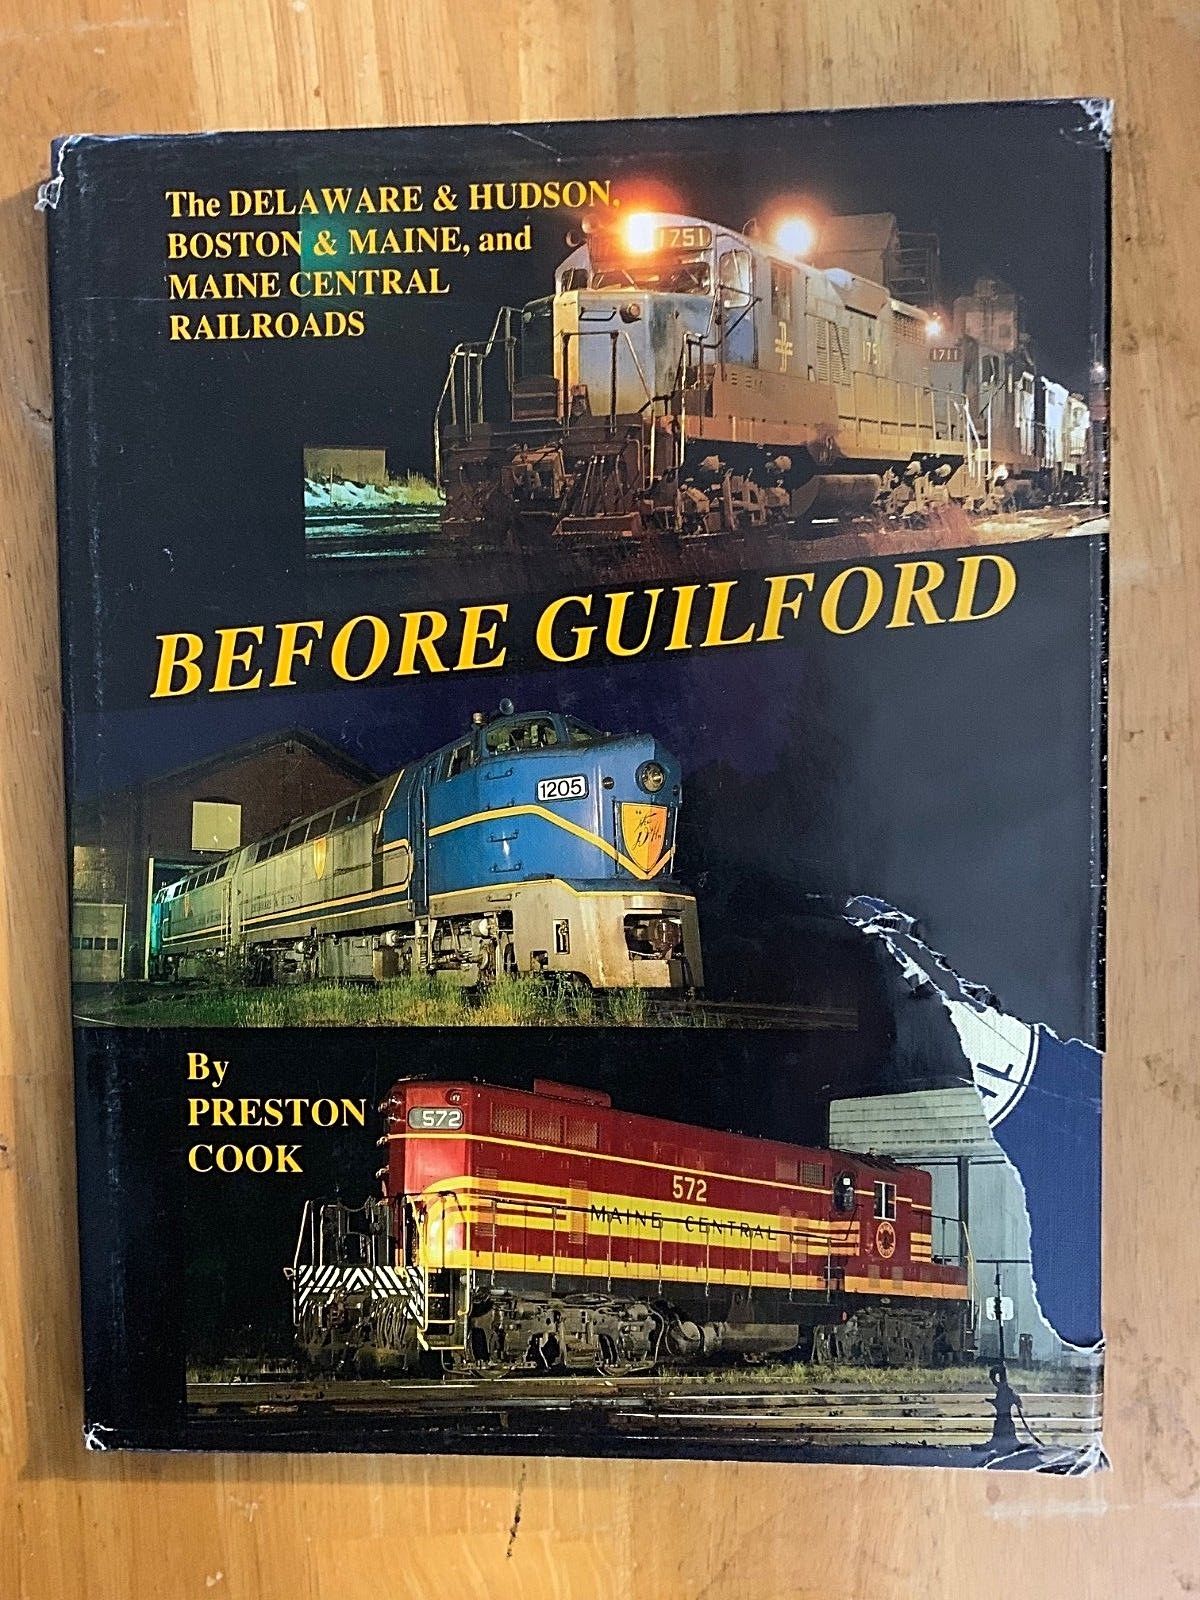 The DELAWARE & HUDSON,
BOSTON & MAINE, and
MAINE CENTRAL
RAILROADS
1751
1711
BEFORE GUILFORD
1205
By
PRESTON
COOK
572
572
MAINE CENTRAL